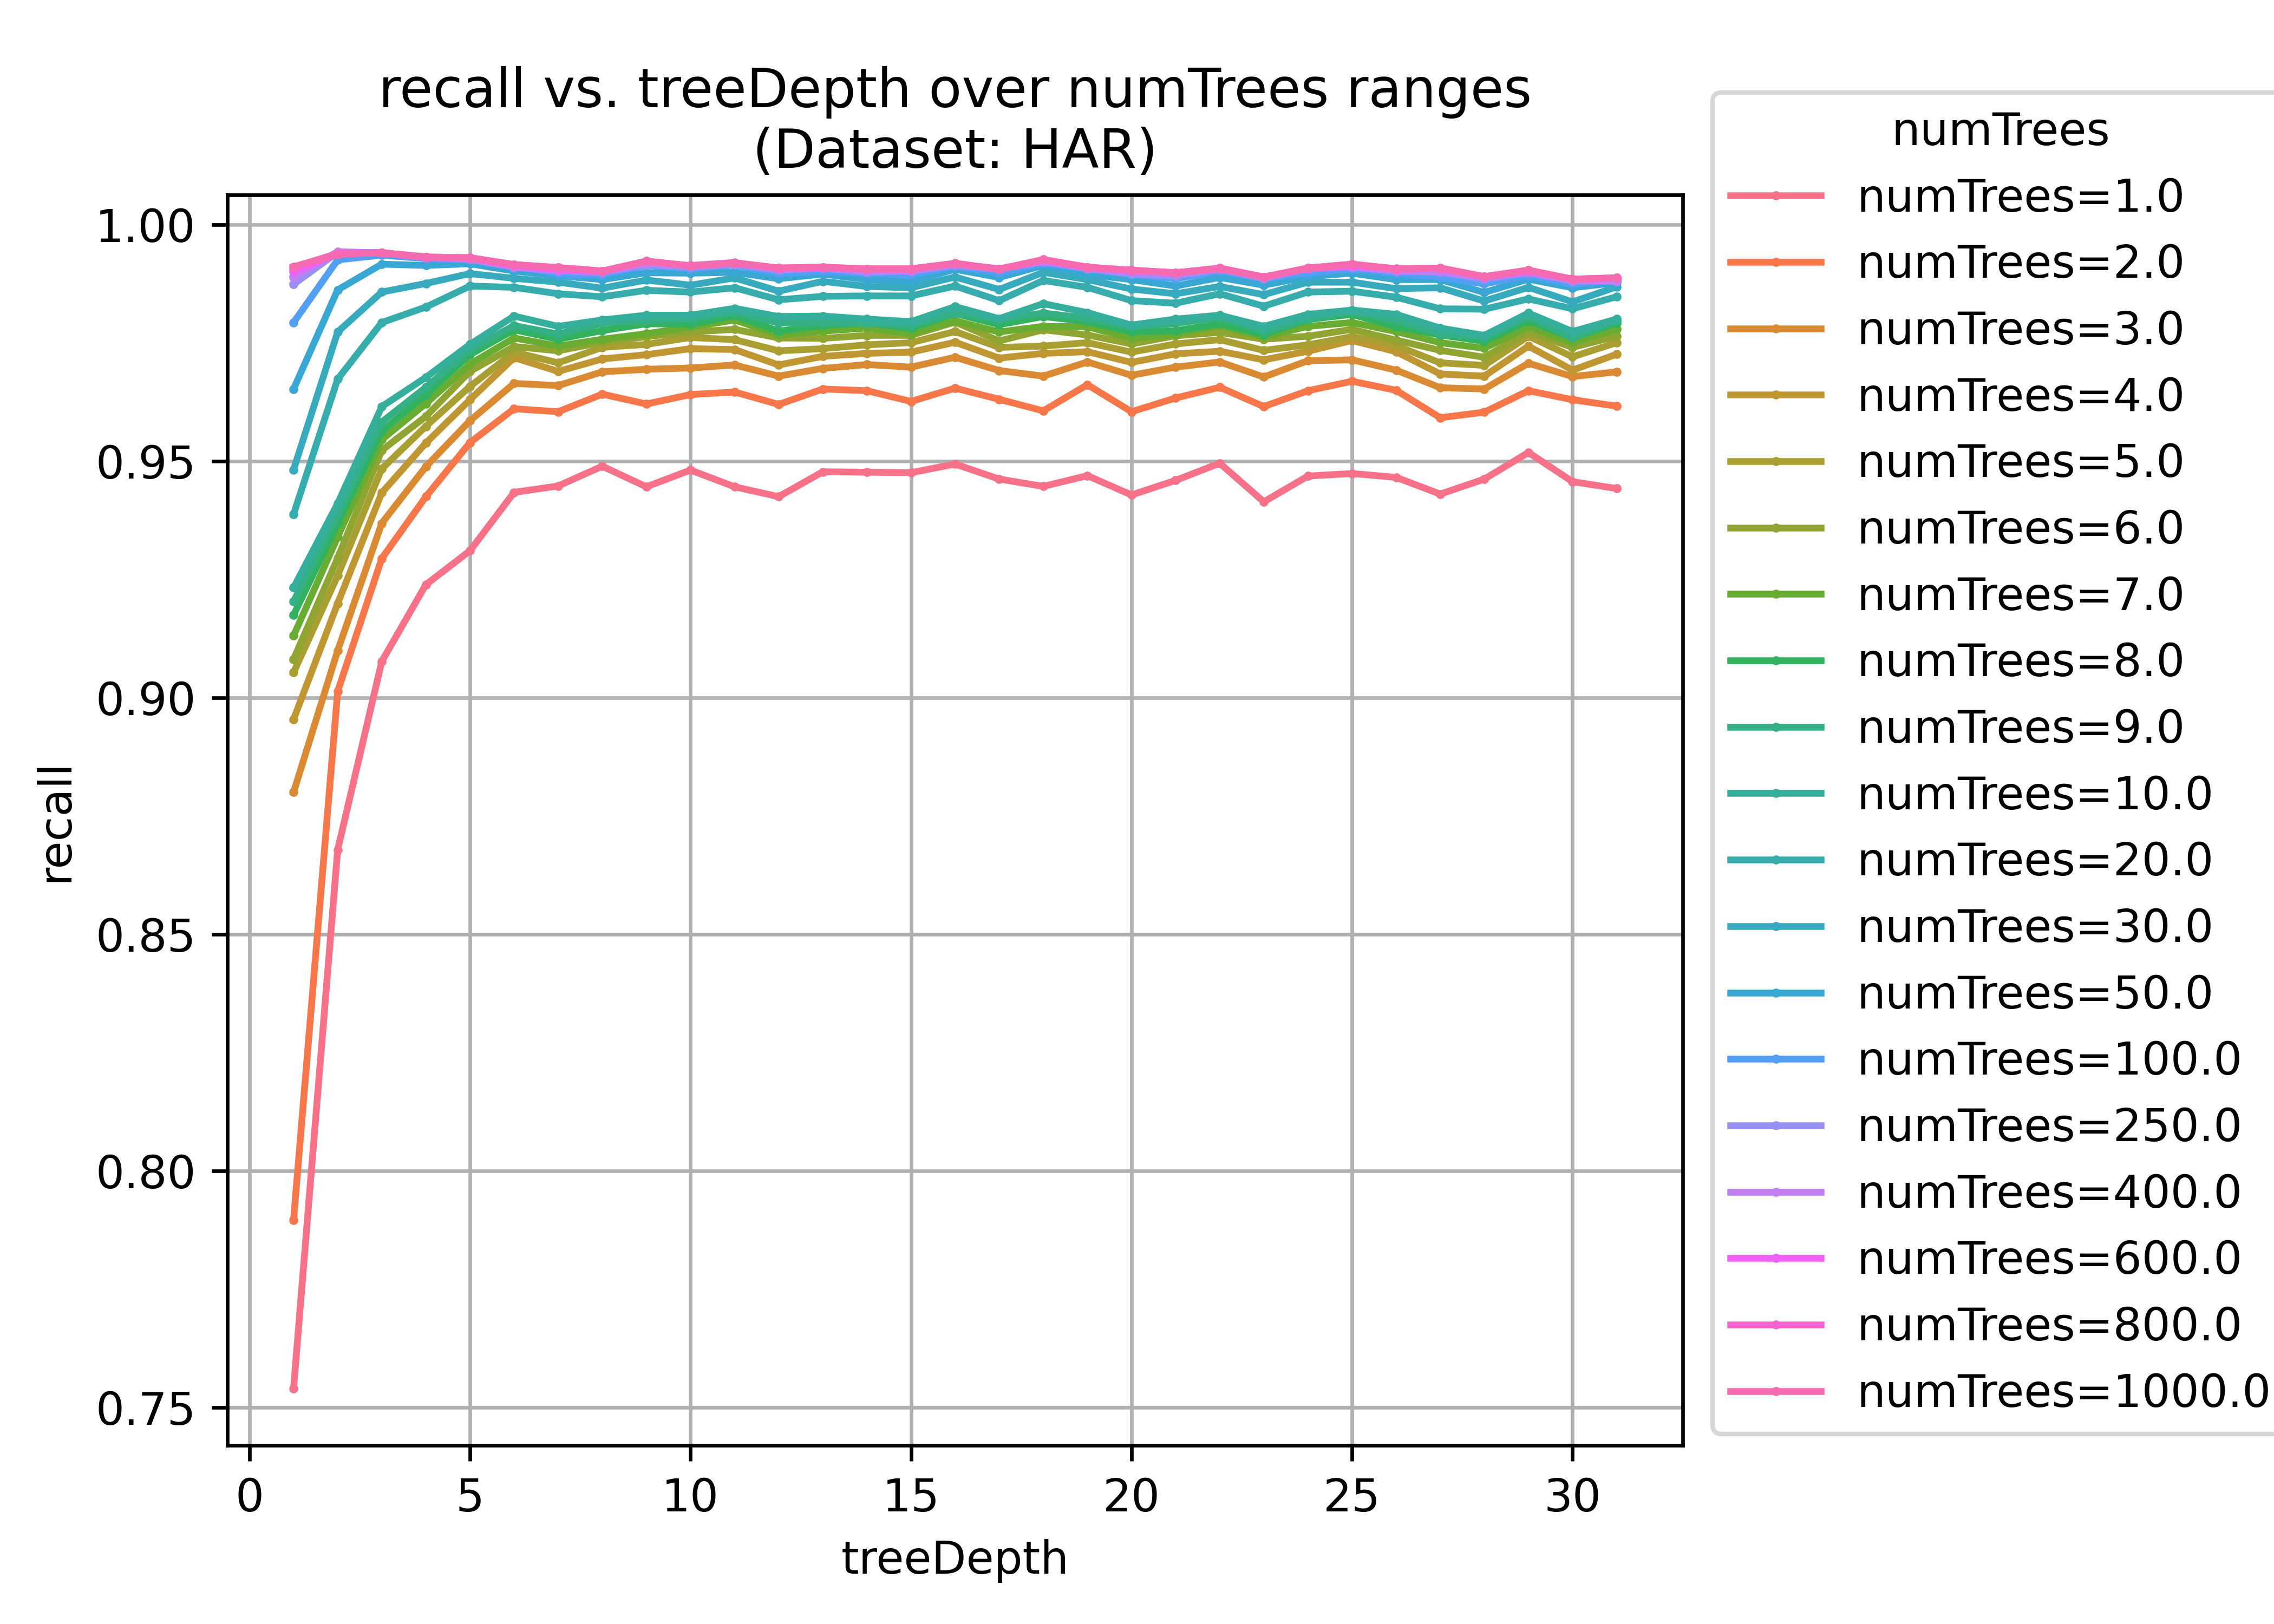 recall vs. treeDepth over numTrees ranges
(Dataset: HAR)
recall
1.00
0.95
0.90
0.85
0.80
0.75
0
5
10
15
20
25
30
treeDepth
numTrees
numTrees=1.0
numTrees=2.0
numTrees=3.0
numTrees=4.0
numTrees=5.0
numTrees=6.0
numTrees=7.0
numTrees=8.0
numTrees=9.0
numTrees=10.0
numTrees=20.0
numTrees=30.0
numTrees=50.0
numTrees=100.0
numTrees=250.0
numTrees=400.0
numTrees=600.0
numTrees=800.0
numTrees=1000.0